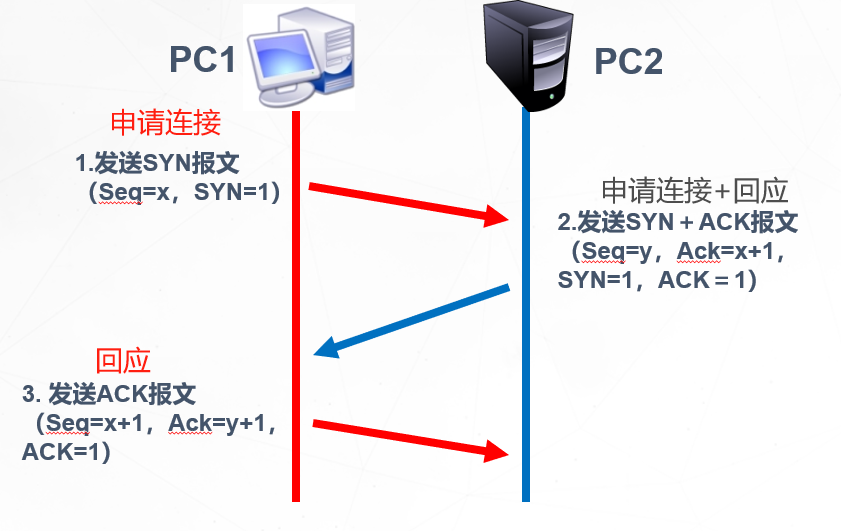 PC1
PC2
申请连接
1.发送SYN报文
（Seq=x，SYN=1）
申请连接+回应
2.发送SYN＋ACK报文
（Seq=y，Ack=x+1，
SYN=1，ACK＝1）
回应
3. 发送ACK报文
（Seq=x+1，Ack=y+1，
ACK=1）